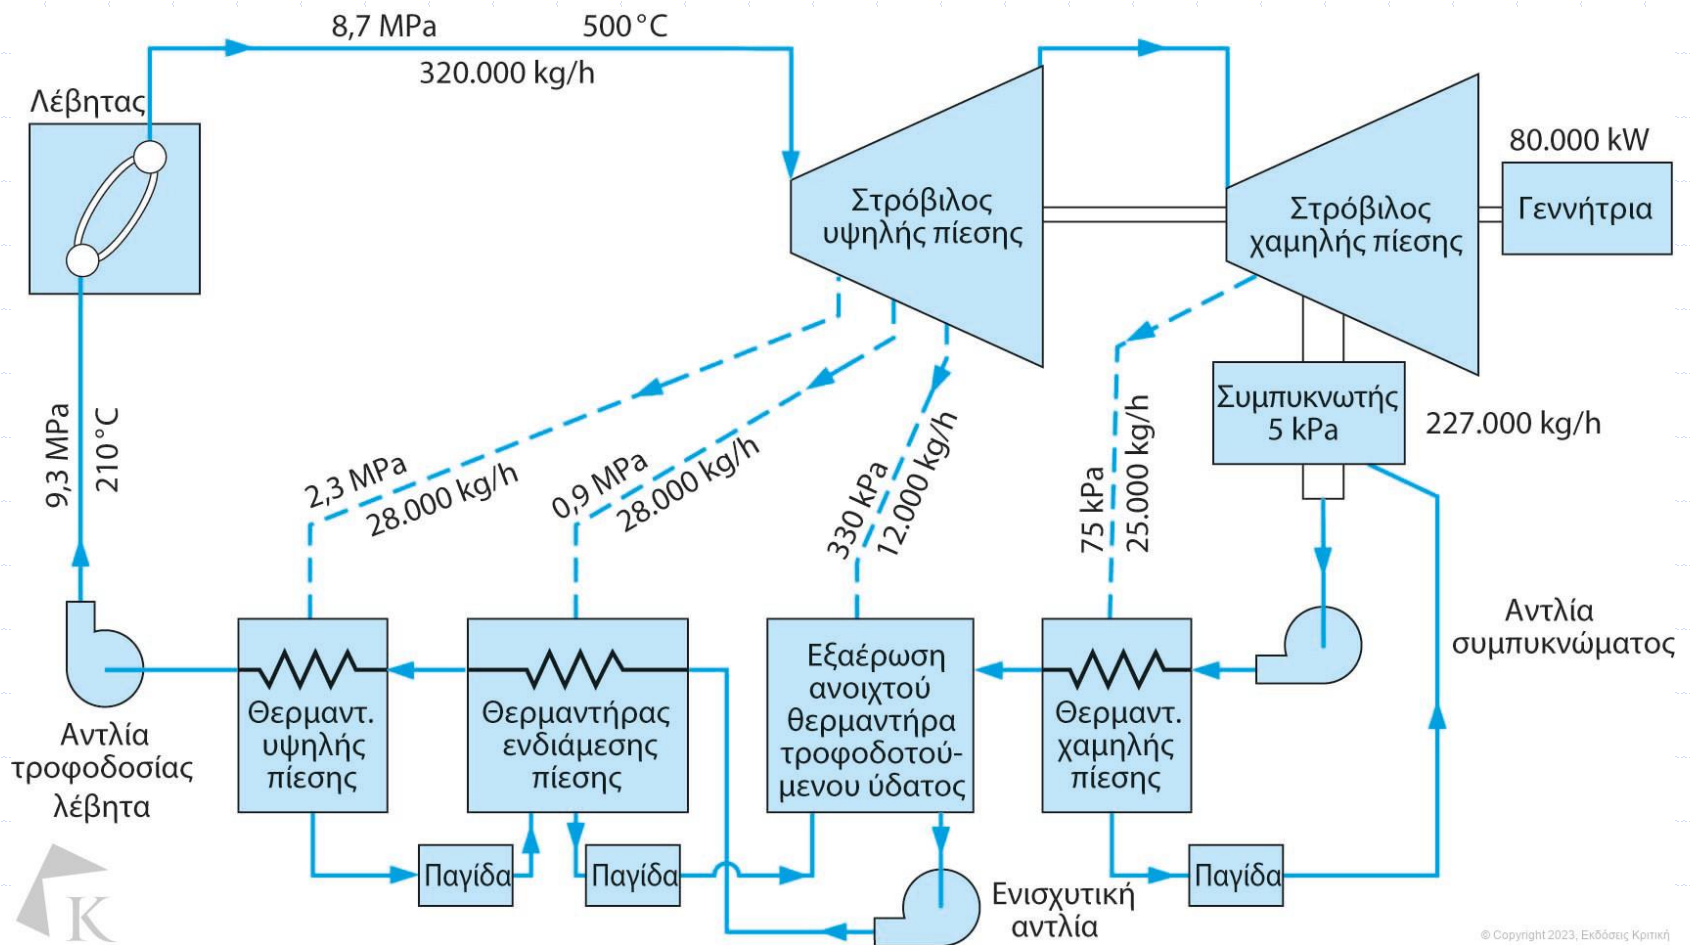 8,7 MPa
500 °C
320.000 kg/h
Λέβητας
Στρόβιλος
υψηλής πίεσης
Στρόβιλος
χαμηλής πίεσης
80.000 kW
Γεννήτρια
9,3 MPa
210 °C
2,3 MPa
28.000 kg/h
0,9 MPa
28.000 kg/h
330 kPa
12.000 kg/h
75 kPa
25.000 kg/h
Συμπυκνωτής
5 kPa
227.000 kg/h
Αντλία
συμπυκνώματος
Αντλία
τροφοδοσίας
λέβητα
Θερμαντ.
υψηλής
πίεσης
Θερμαντήρας
ενδιάμεσης
πίεσης
Εξαέρωση
ανοιχτού
θερμαντήρα
τροφοδοτού-
μενου ύδατος
Θερμαντ.
χαμηλής
πίεσης
Παγίδα
Παγίδα
Παγίδα
Ενισχυτική
αντλία
K
© Copyright 2023, Εκδόσεις Κριτική